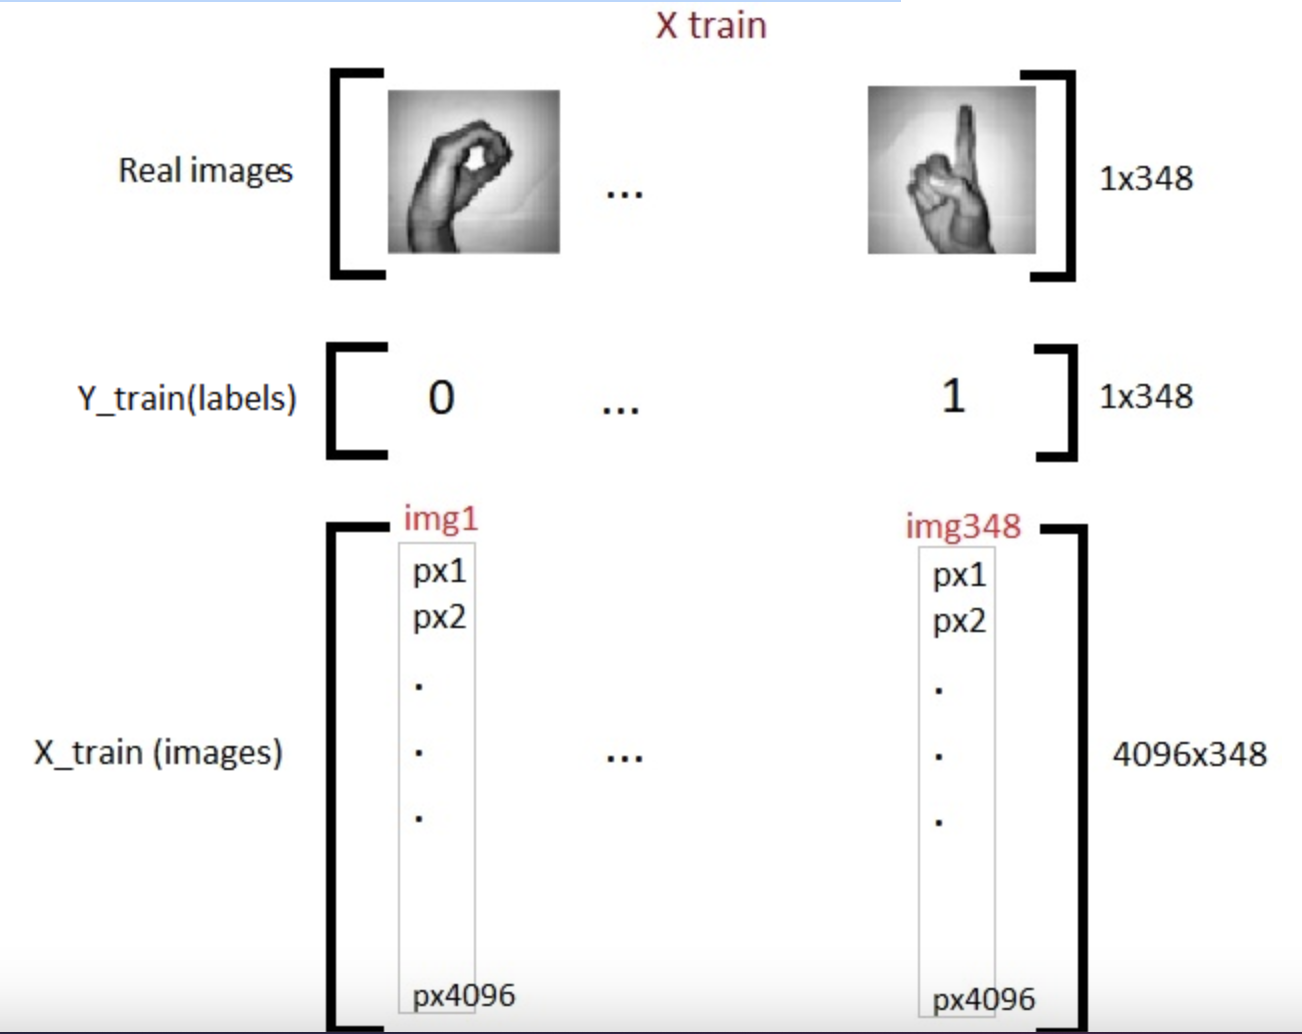 X train
Real images ... 1x348
Y_train(labels) 0 ... 1 1x348
img1 img348
px1 px1
px2 px2
. .
X_train (images) . ... . 4096x348
. .
px4096 px4096